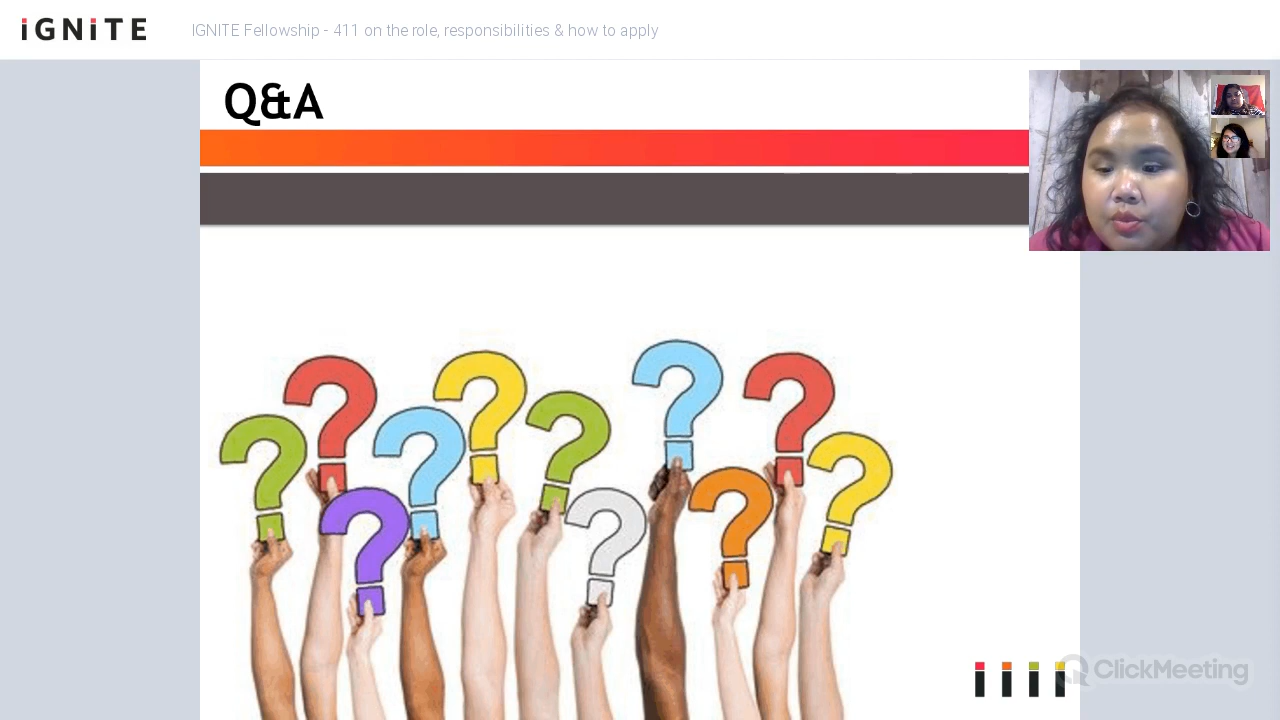 iGNiTE
IGNITE Fellowship - 411 on the role, responsibilities & how to apply
Q&A
? ? ? ? ? ? ? ? ? ? ?
ClickMeeting